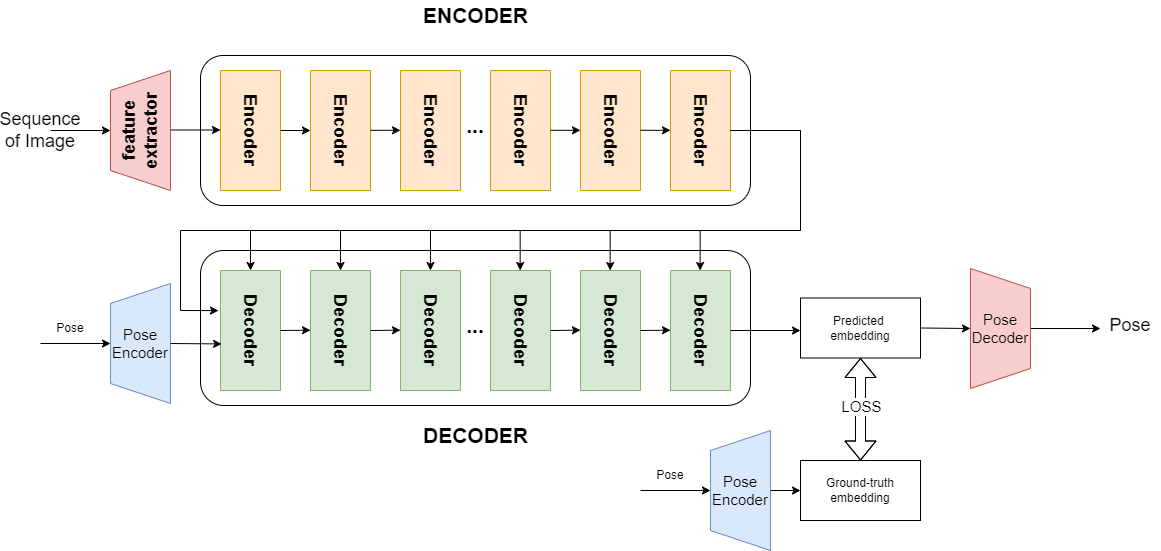 ENCODER
Sequence
of Image
feature
extractor
Encoder
Encoder
Encoder
...
Encoder
Encoder
Encoder
Pose
Pose
Encoder
Decoder
Decoder
Decoder
...
Decoder
Decoder
Decoder
Predicted
embedding
Pose
Decoder
Pose
LOSS
DECODER
Pose
Pose
Encoder
Ground-truth
embedding